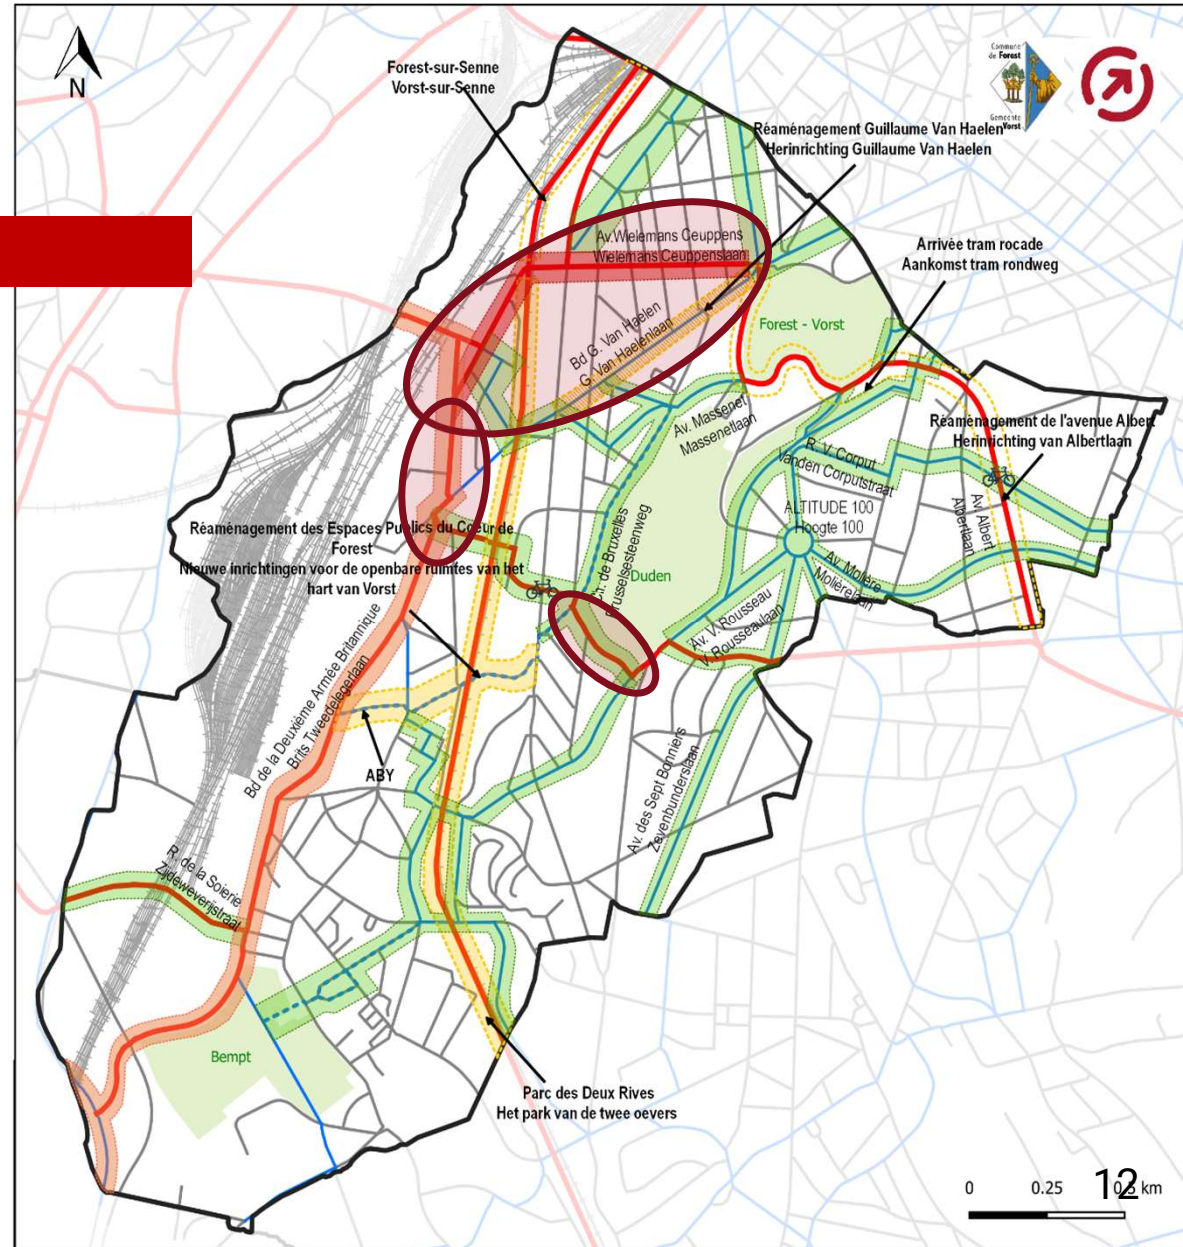 N
Forest-sur-Senne
Vorst-sur-Senne
Commune
de Forest
Gemeente
Vorst
Réaménagement Guillaume Van Haelen
Herinrichting Guillaume Van Haelen
Av.Wielemans Ceuppens
Wielemans Ceuppenslaan
Arrivée tram rocade
Aankomst tram rondweg
Bd G. Van Haelen
G. Van Haelenlaan
Forest - Vorst
Av. Massenet
Massenetlaan
Réaménagement de l'avenue Albert
Herinrichting van Albertlaan
R. V. Corput
Vanden Corputstraat
ALTITUDE 100
Hoogte 100
Av. Albert
Albertlaan
Réaménagement des Espaces Publics du Coeur de
Forest
Nieuwe inrichtingen voor de openbare ruimtes van het
hart van Vorst
Ch. de Bruxelles
Brusselsesteenweg
Duden
Av. Molière
Molièrelaan
Av. V. Rousseau
V. Rousseaulaan
Bd de la Deuxième Armée Britannique
Brits Tweedelegerlaan
ABY
Av. des Sept Bonniers
Zevenbunderslaan
R. de la Soierie
Zijdeweverijstraat
Bempt
Parc des Deux Rives
Het park van de twee oevers
0 0.25 0.5 km
12